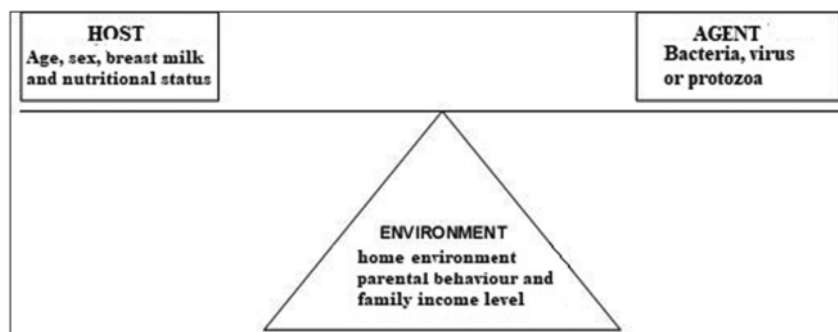 HOST
Age, sex, breast milk
and nutritional status
AGENT
Bacteria, virus
or protozoa
ENVIRONMENT
home environment
parental behaviour and
family income level